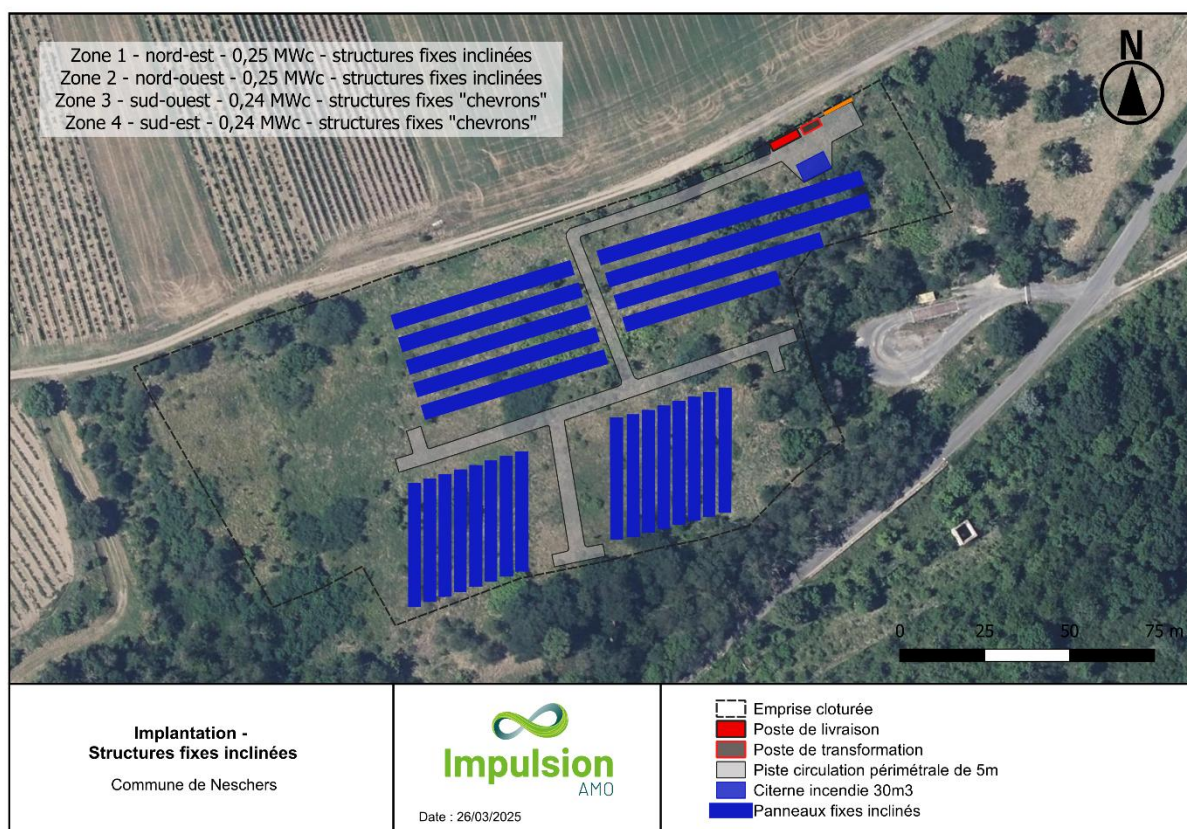 Zone 1 - nord-est - 0,25 MWc - structures fixes inclinées
Zone 2 - nord-ouest - 0,25 MWc - structures fixes inclinées
Zone 3 - sud-ouest - 0,24 MWc - structures fixes "chevrons"
Zone 4 - sud-est - 0,24 MWc - structures fixes "chevrons"
N
0 25 50 75 m
Implantation -
Structures fixes inclinées
Commune de Neschers
Impulsion
AMO
Date : 26/03/2025
Emprise cloturée
Poste de livraison
Poste de transformation
Piste circulation périmétrale de 5m
Citerne incendie 30m3
Panneaux fixes inclinés